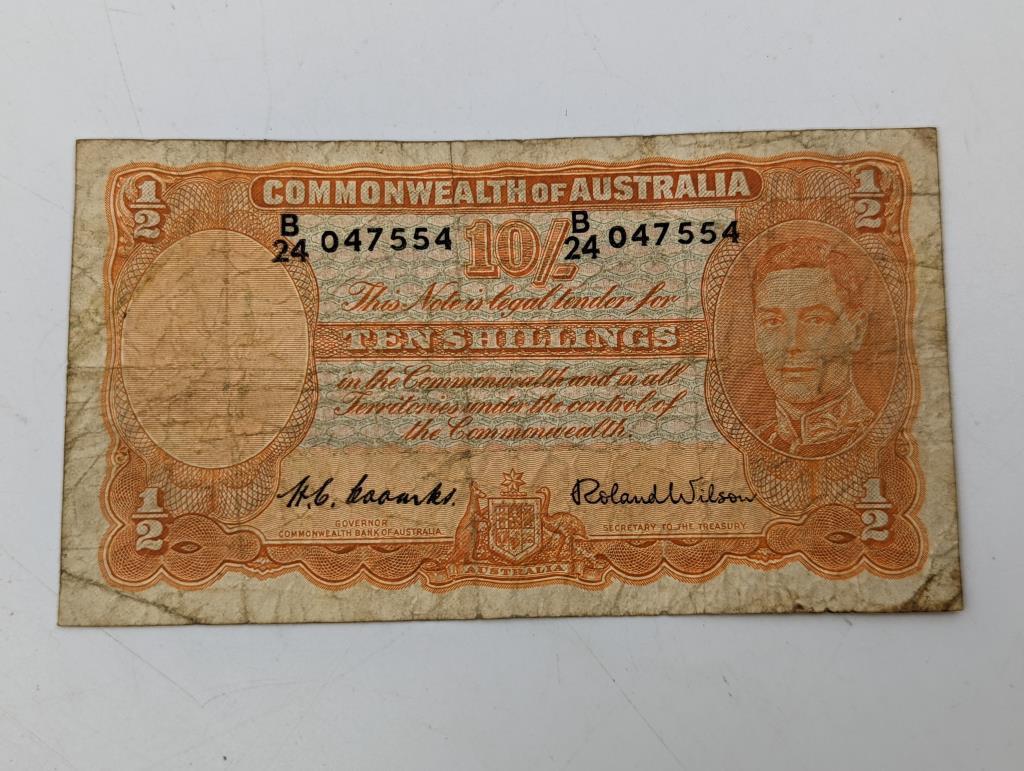 COMMONWEALTH OF AUSTRALIA
1/2
1/2
B/24 047554
B/24 047554
10/-
This Note is legal tender for
TEN SHILLINGS
in the Commonwealth and in all
Territories under the control of
the Commonwealth.
H. C. Coombs.
Roland Wilson
GOVERNOR
COMMONWEALTH BANK OF AUSTRALIA.
SECRETARY TO THE TREASURY.
1/2
1/2
AUSTRALIA